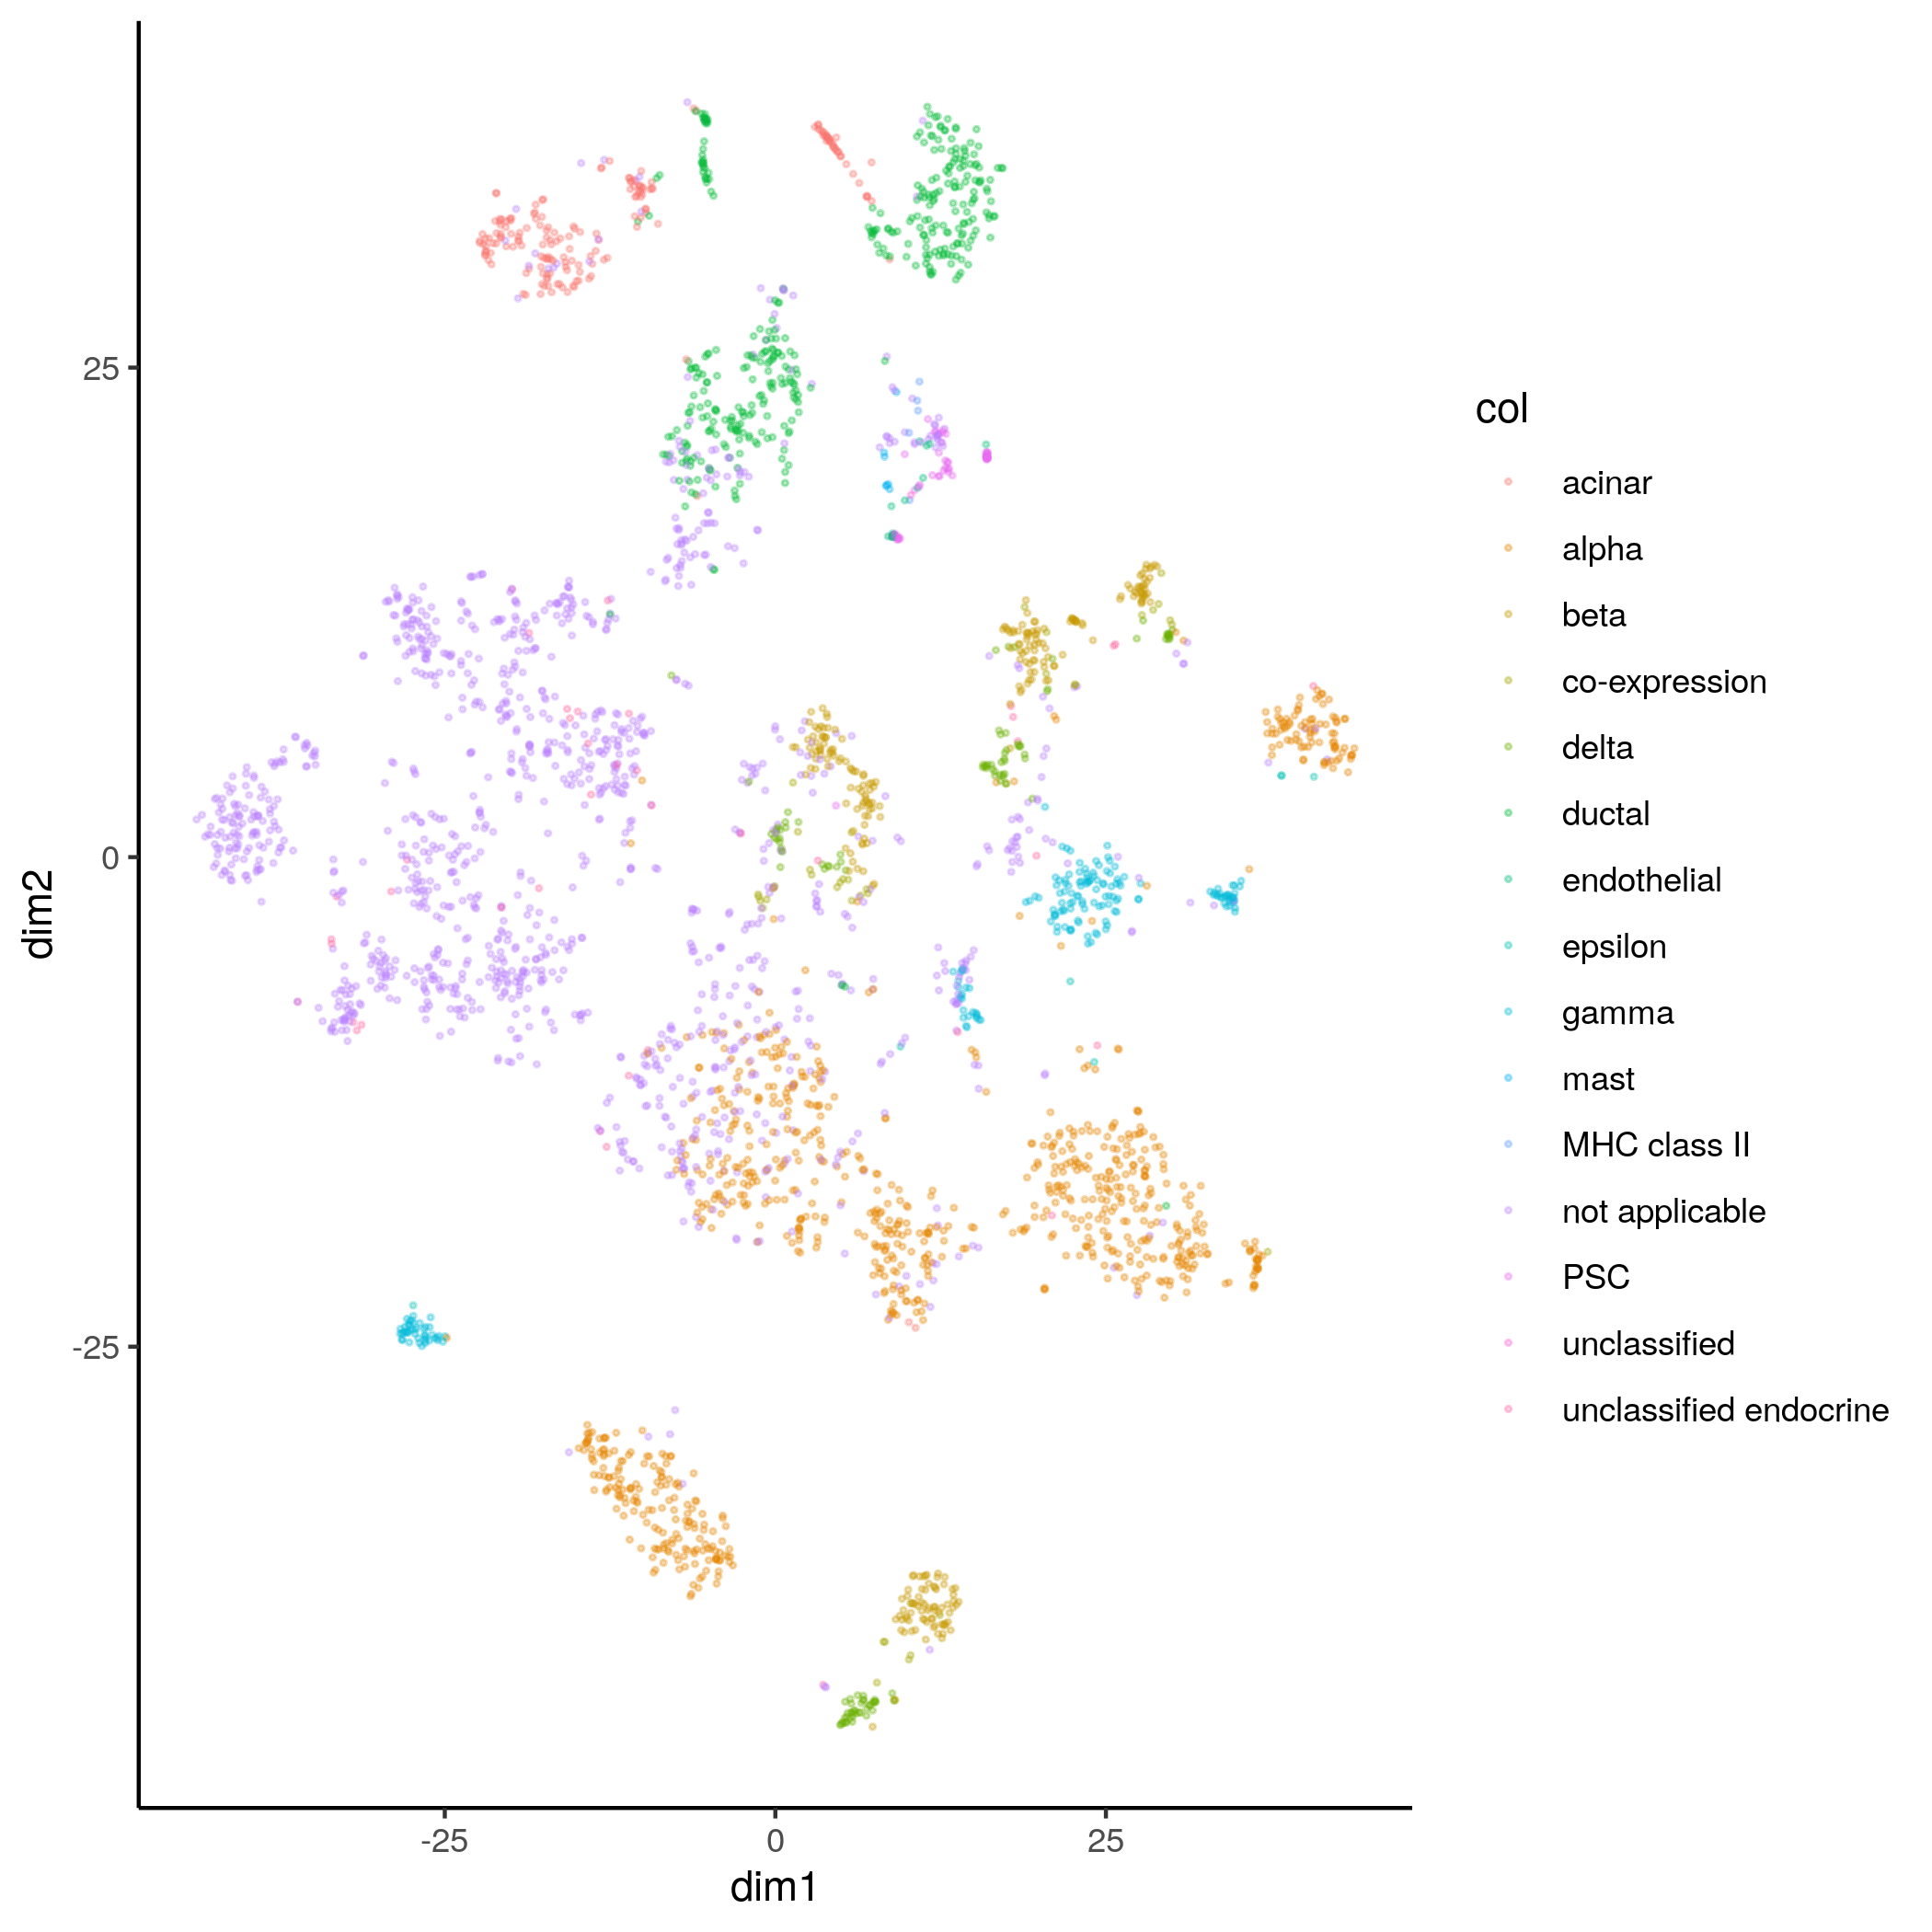 25
0
-25
dim2
-25
0
25
dim1
col
acinar
alpha
beta
co-expression
delta
ductal
endothelial
epsilon
gamma
mast
MHC class II
not applicable
PSC
unclassified
unclassified endocrine